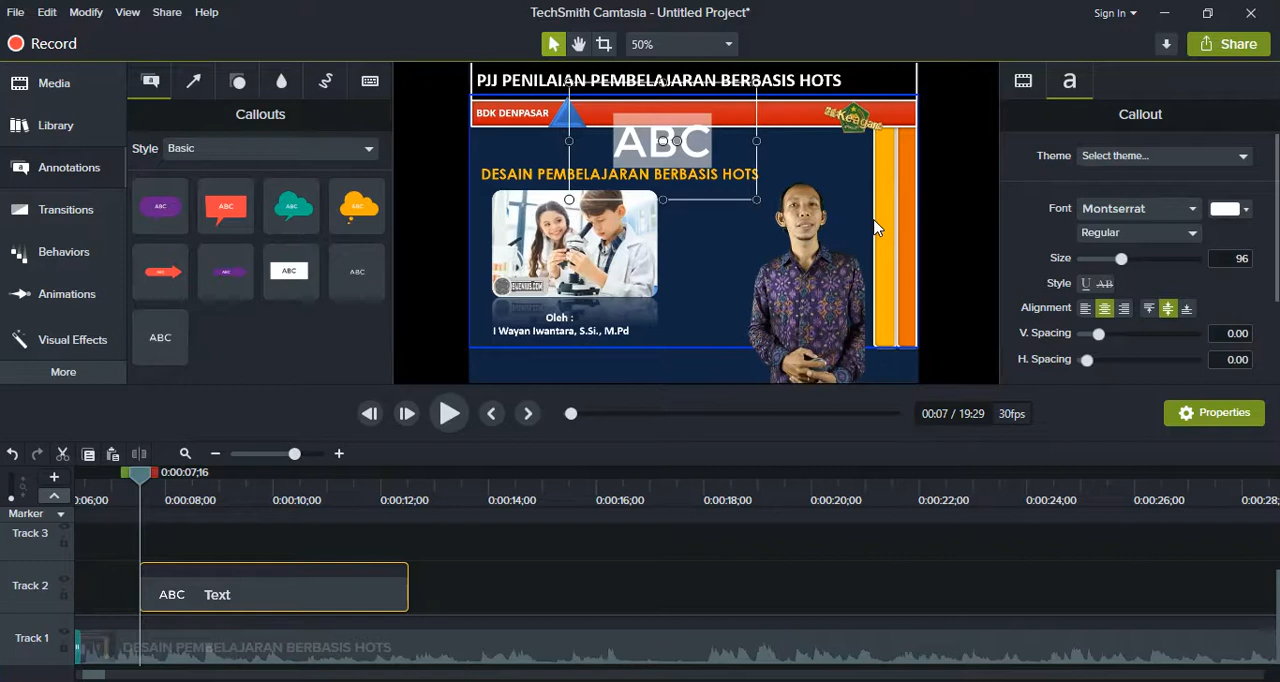 File Edit Modify View Share Help
TechSmith Camtasia - Untitled Project*
Sign In
Record
50%
Share
Media
Library
Annotations
Transitions
Behaviors
Animations
Visual Effects
More
Callouts
Style Basic
ABC
ABC
ABC
ABC
ABC
ABC
ABC
ABC
ABC
PJJ PENILAIAN PEMBELAJARAN BERBASIS HOTS
BDK DENPASAR
ABC
DESAIN PEMBELAJARAN BERBASIS HOTS
Oleh :
I Wayan Iwantara, S.Si., M.Pd
a
Callout
Theme Select theme...
Font Montserrat
Regular
Size 96
Style U AB
Alignment
V. Spacing 0.00
H. Spacing 0.00
00:07 / 19:29 30fps
Properties
0:00:07;16
0:06;00 0:00:08;00 0:00:10;00 0:00:12;00 0:00:14;00 0:00:16;00 0:00:18;00 0:00:20;00 0:00:22;00 0:00:24;00 0:00:26;00 0:00:28;
Marker
Track 3
Track 2
ABC Text
Track 1
DESAIN PEMBELAJARAN BERBASIS HOTS